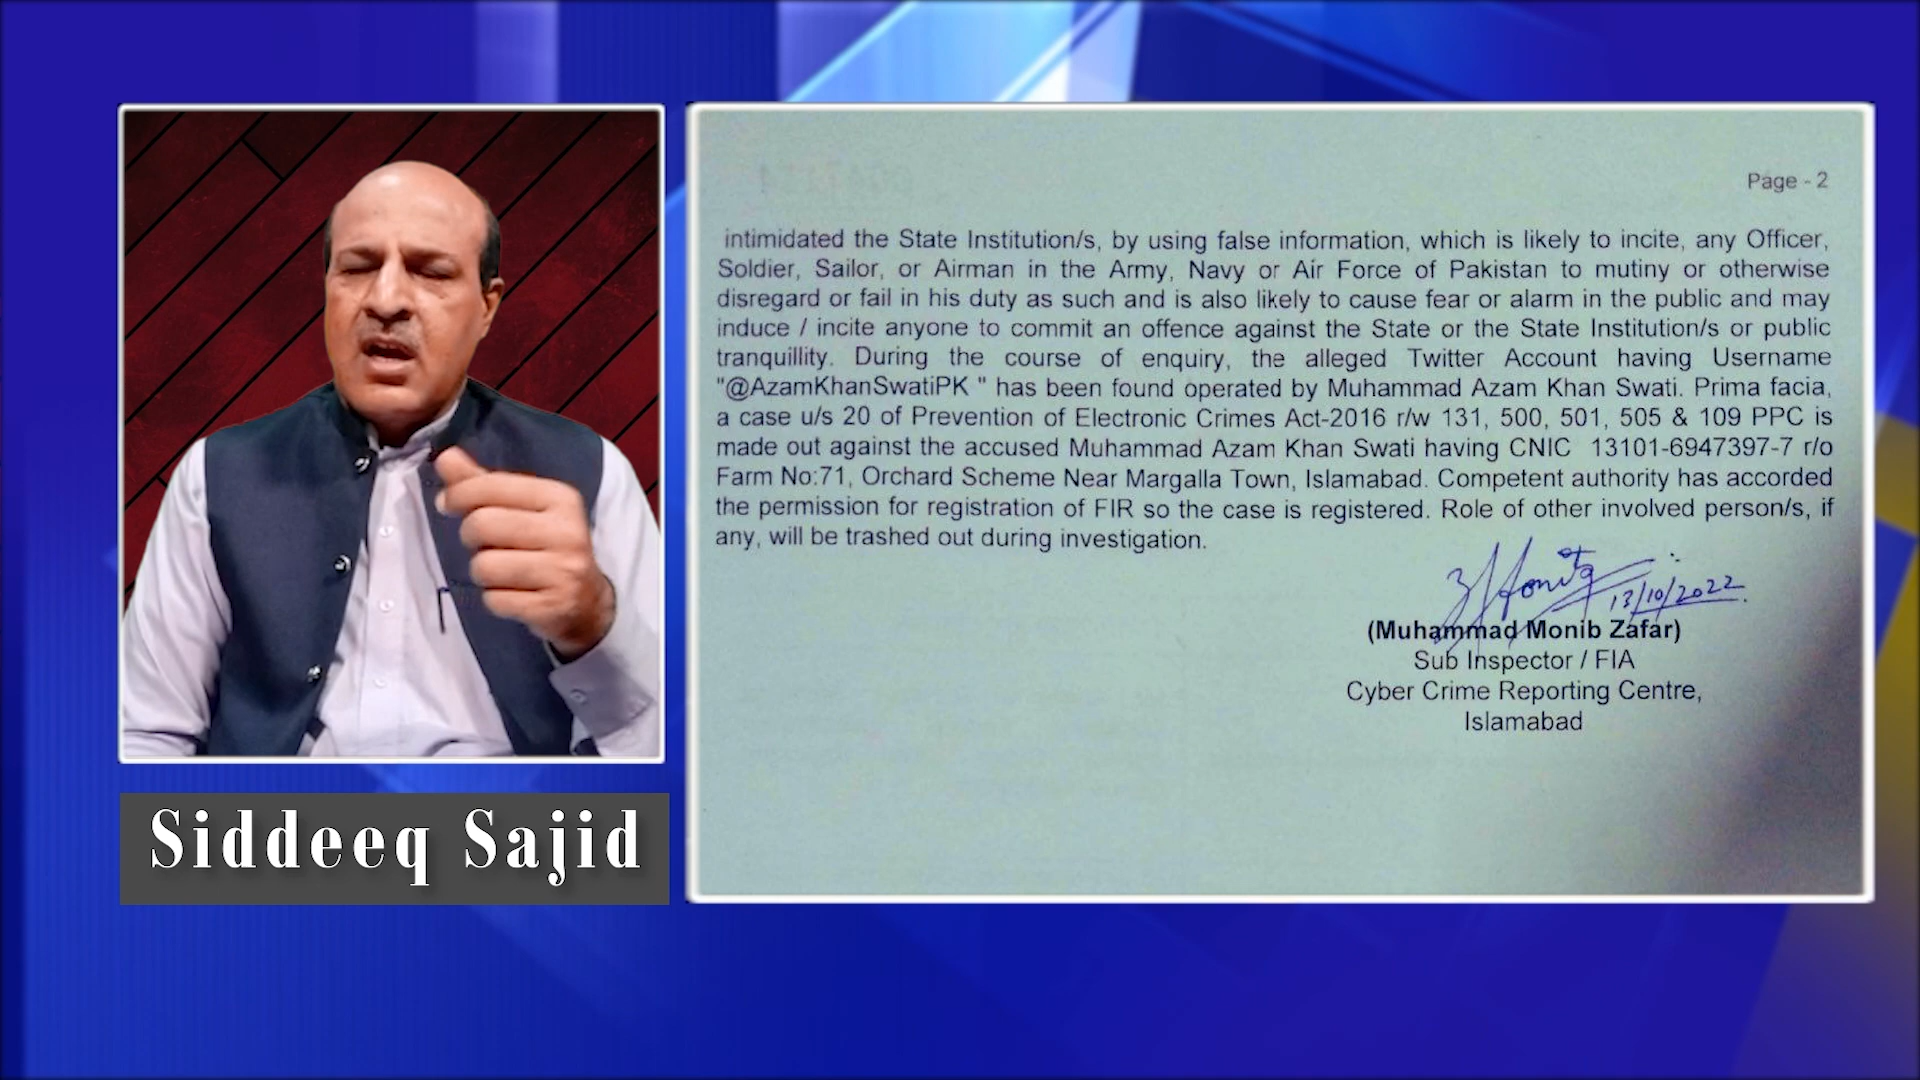 Siddeeq Sajid
Page - 2
intimidated the State Institution/s, by using false information, which is likely to incite, any Officer,
Soldier, Sailor, or Airman in the Army, Navy or Air Force of Pakistan to mutiny or otherwise
disregard or fail in his duty as such and is also likely to cause fear or alarm in the public and may
induce / incite anyone to commit an offence against the State or the State Institution/s or public
tranquillity. During the course of enquiry, the alleged Twitter Account having Username
"@AzamKhanSwatiPK " has been found operated by Muhammad Azam Khan Swati. Prima facia,
a case u/s 20 of Prevention of Electronic Crimes Act-2016 r/w 131, 500, 501, 505 & 109 PPC is
made out against the accused Muhammad Azam Khan Swati having CNIC 13101-6947397-7 r/o
Farm No:71, Orchard Scheme Near Margalla Town, Islamabad. Competent authority has accorded
the permission for registration of FIR so the case is registered. Role of other involved person/s, if
any, will be trashed out during investigation.
13/10/2022
(Muhammad Monib Zafar)
Sub Inspector / FIA
Cyber Crime Reporting Centre,
Islamabad